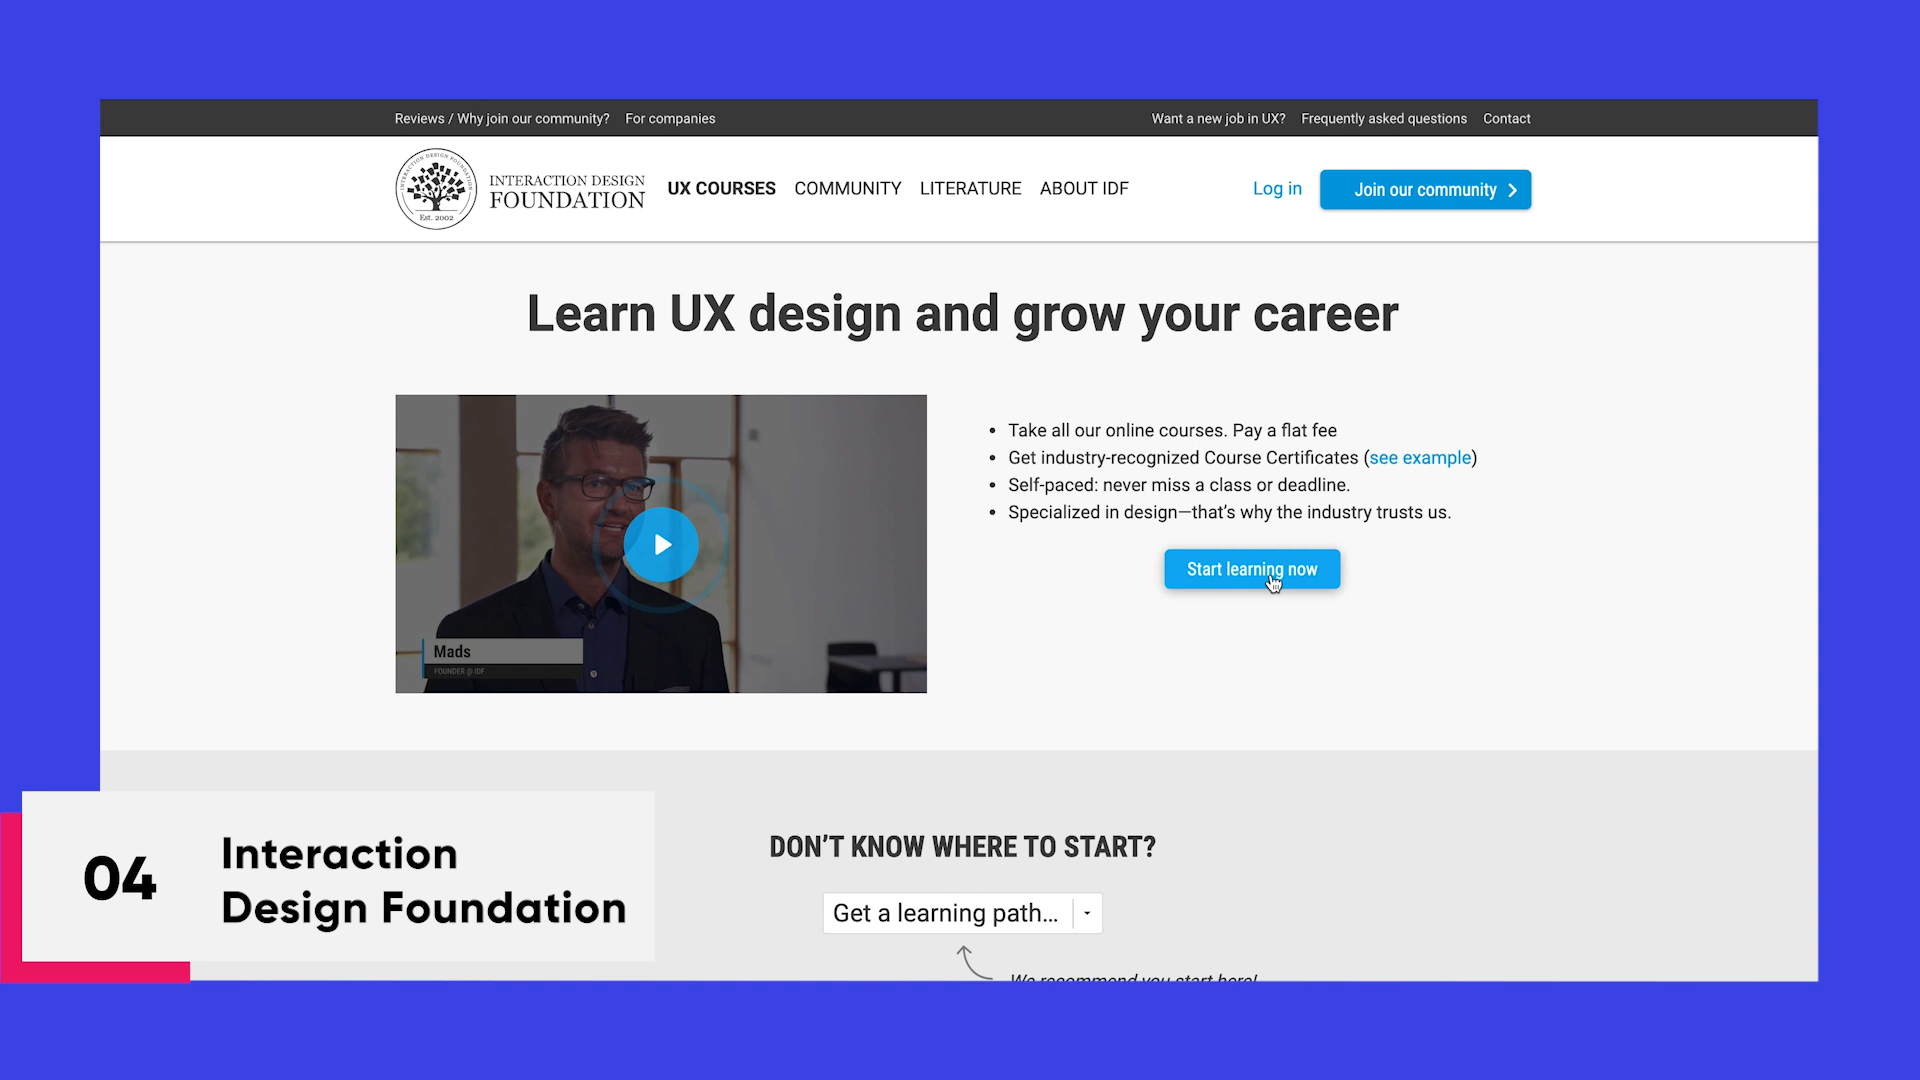 Reviews / Why join our community? For companies Want a new job in UX? Frequently asked questions Contact
INTERACTION DESIGN FOUNDATION
Est. 2002
INTERACTION DESIGN
FOUNDATION
UX COURSES COMMUNITY LITERATURE ABOUT IDF Log in Join our community
Learn UX design and grow your career
• Take all our online courses. Pay a flat fee
• Get industry-recognized Course Certificates (see example)
• Self-paced: never miss a class or deadline.
• Specialized in design—that's why the industry trusts us.
Start learning now
Mads
FOUNDER @ IDF
DON'T KNOW WHERE TO START?
Get a learning path...
We recommend you start here!
04
Interaction
Design Foundation